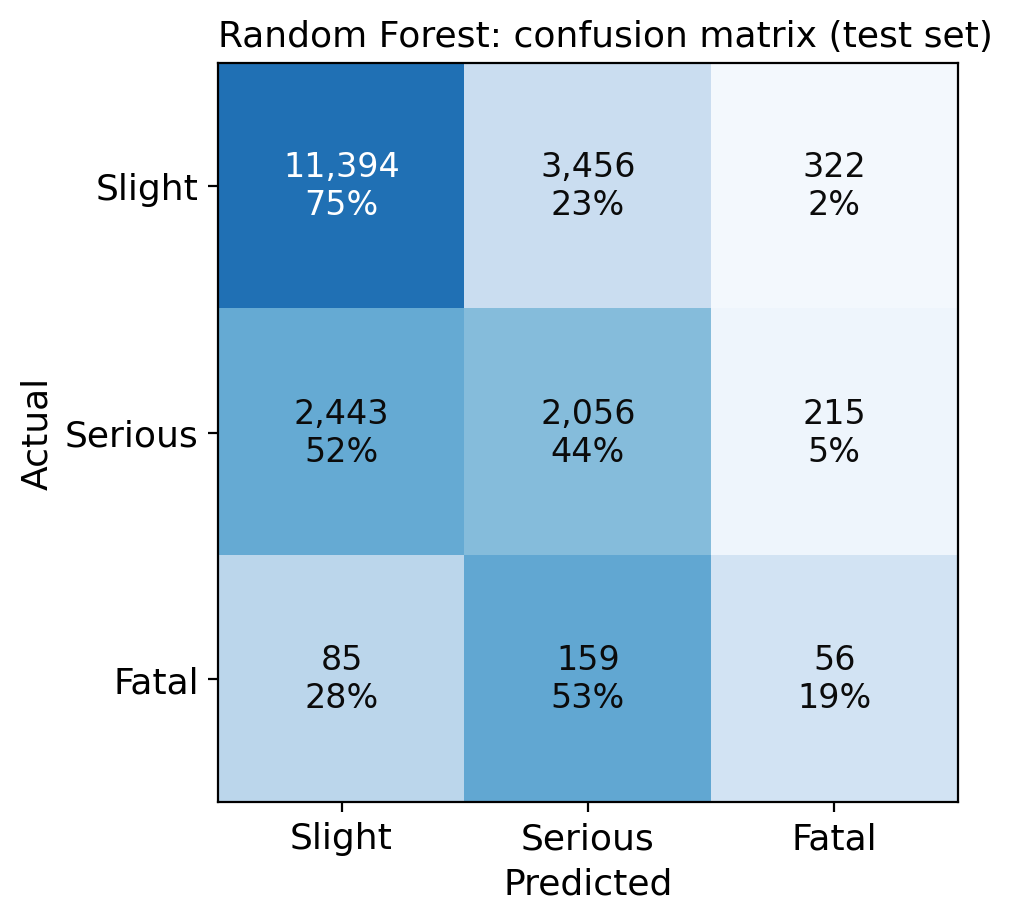 Random Forest: confusion matrix (test set)
Actual
Slight
11,394
75%
3,456
23%
322
2%
Serious
2,443
52%
2,056
44%
215
5%
Fatal
85
28%
159
53%
56
19%
Slight
Serious
Fatal
Predicted